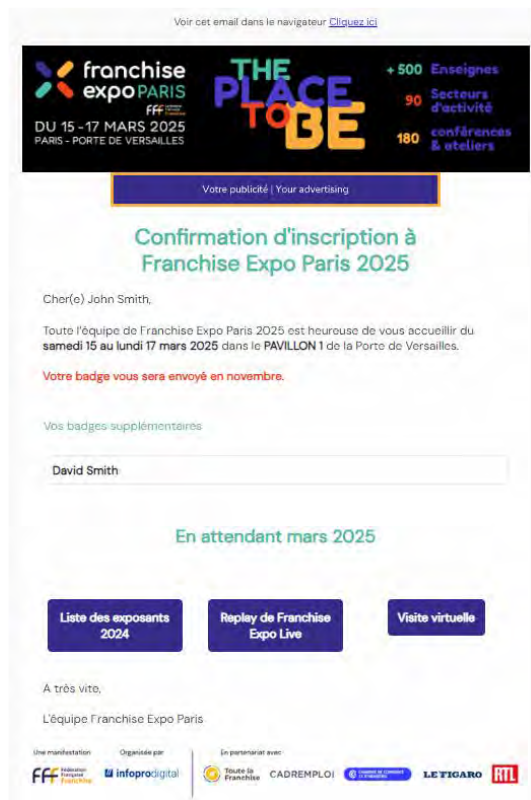 Voir cet email dans le navigateur Cliquez ici
franchise
expo PARIS
FFF
DU 15 - 17 MARS 2025
PARIS - PORTE DE VERSAILLES
THE
PLACE
TO BE
+ 500 Enseignes
90 Secteurs
d'activité
180 conférences
& ateliers
Votre publicité | Your advertising
Confirmation d'inscription à
Franchise Expo Paris 2025
Cher(e) John Smith,
Toute l'équipe de Franchise Expo Paris 2025 est heureuse de vous accueillir du
samedi 15 au lundi 17 mars 2025 dans le PAVILLON 1 de la Porte de Versailles.
Votre badge vous sera envoyé en novembre.
Vos badges supplémentaires
David Smith
En attendant mars 2025
Liste des exposants
2024
Replay de Franchise
Expo Live
Visite virtuelle
A très vite,
L'équipe Franchise Expo Paris
Une manifestation
Organisée par
En partenariat avec
FFF Fédération
Française
Franchise
infoprodigital
Toute la
Franchise
CADREMPLOI
LE FIGARO
RTL